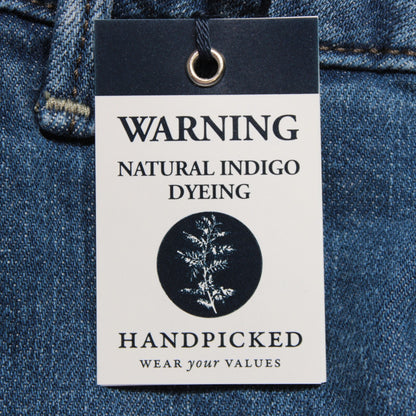 WARNING
NATURAL INDIGO
DYEING
HANDPICKED
WEAR your VALUES